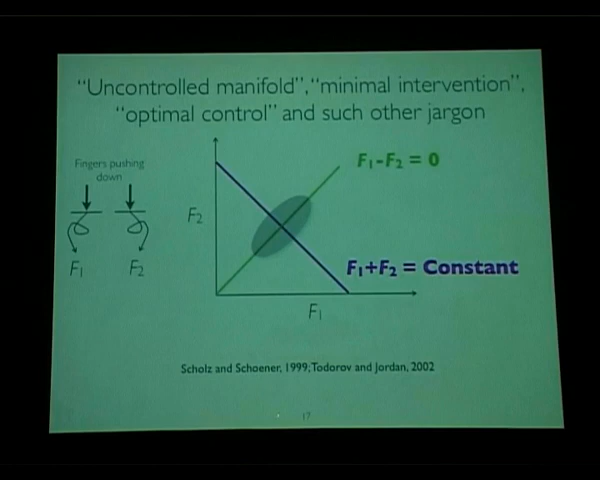 “Uncontrolled manifold”, “minimal intervention”,
“optimal control” and such other jargon
Fingers pushing
down
F₁-F₂ = 0
F₂
F₁ F₂
F₁+F₂ = Constant
F₁
Scholz and Schoener, 1999; Todorov and Jordan, 2002
17